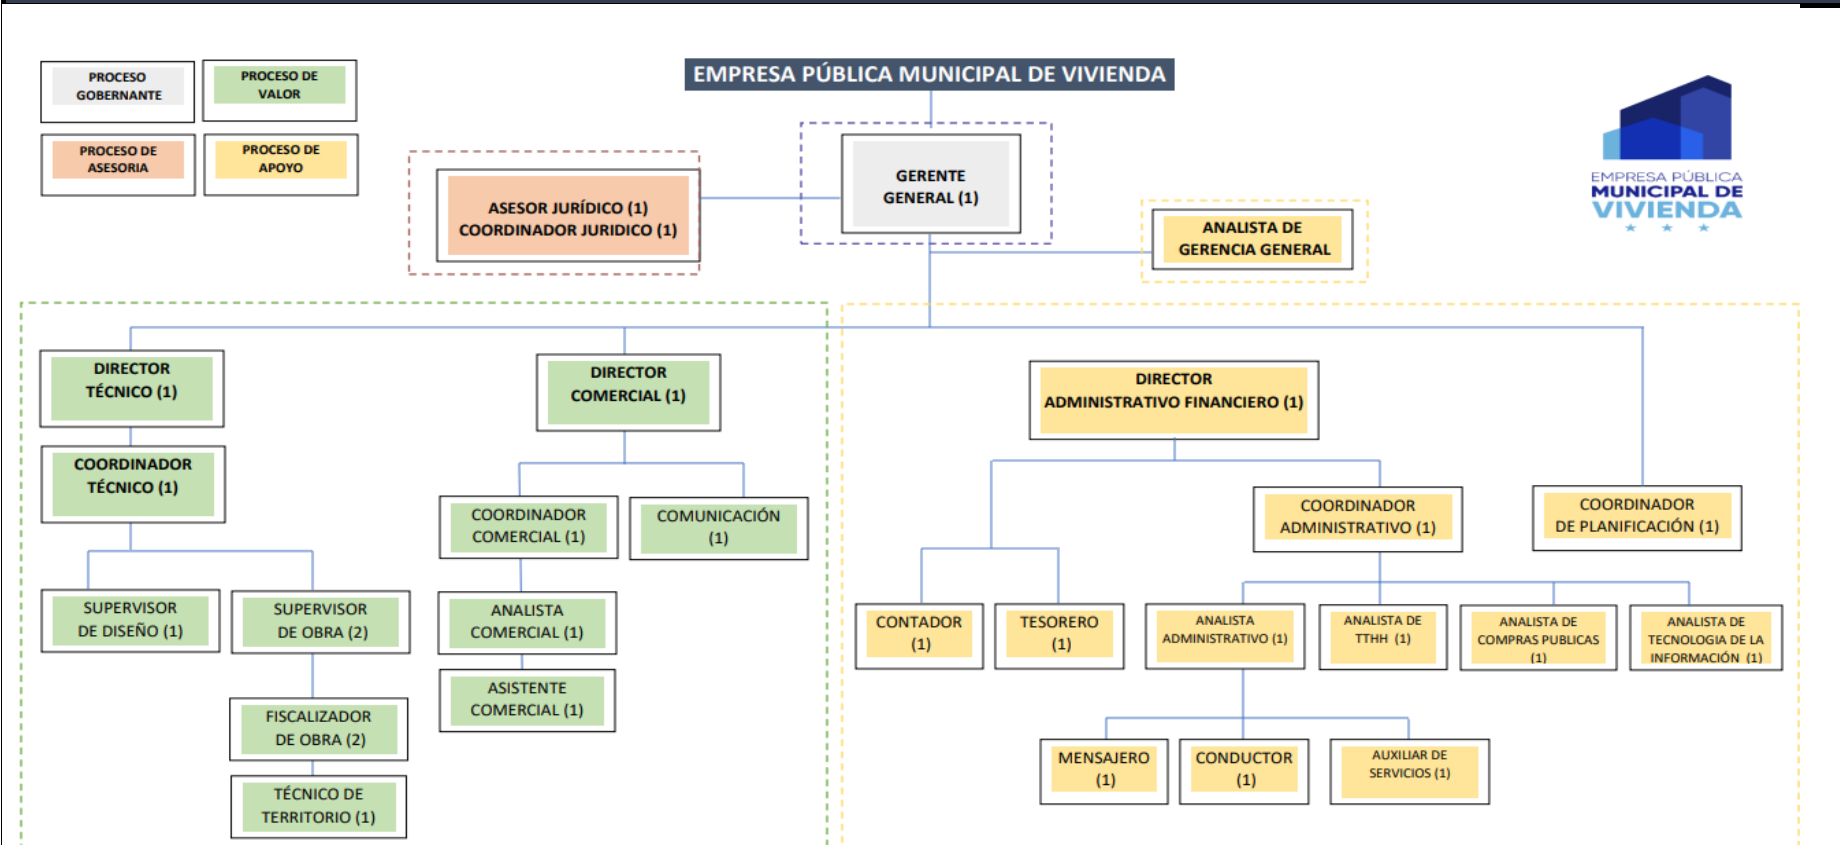 EMPRESA PÚBLICA MUNICIPAL DE VIVIENDA
PROCESO
GOBERNANTE
PROCESO DE
VALOR
PROCESO DE
ASESORIA
PROCESO DE
APOYO
EMPRESA PÚBLICA
MUNICIPAL DE
VIVIENDA
GERENTE
GENERAL (1)
ASESOR JURÍDICO (1)
COORDINADOR JURIDICO (1)
ANALISTA DE
GERENCIA GENERAL
DIRECTOR
TÉCNICO (1)
COORDINADOR
TÉCNICO (1)
SUPERVISOR
DE DISEÑO (1)
SUPERVISOR
DE OBRA (2)
FISCALIZADOR
DE OBRA (2)
TÉCNICO DE
TERRITORIO (1)
DIRECTOR
COMERCIAL (1)
COORDINADOR
COMERCIAL (1)
COMUNICACIÓN
(1)
ANALISTA
COMERCIAL (1)
ASISTENTE
COMERCIAL (1)
DIRECTOR
ADMINISTRATIVO FINANCIERO (1)
COORDINADOR
ADMINISTRATIVO (1)
COORDINADOR
DE PLANIFICACIÓN (1)
CONTADOR
(1)
TESORERO
(1)
ANALISTA
ADMINISTRATIVO (1)
ANALISTA DE
TTHH (1)
ANALISTA DE
COMPRAS PUBLICAS
(1)
ANALISTA DE
TECNOLOGIA DE LA
INFORMACIÓN (1)
MENSAJERO
(1)
CONDUCTOR
(1)
AUXILIAR DE
SERVICIOS (1)